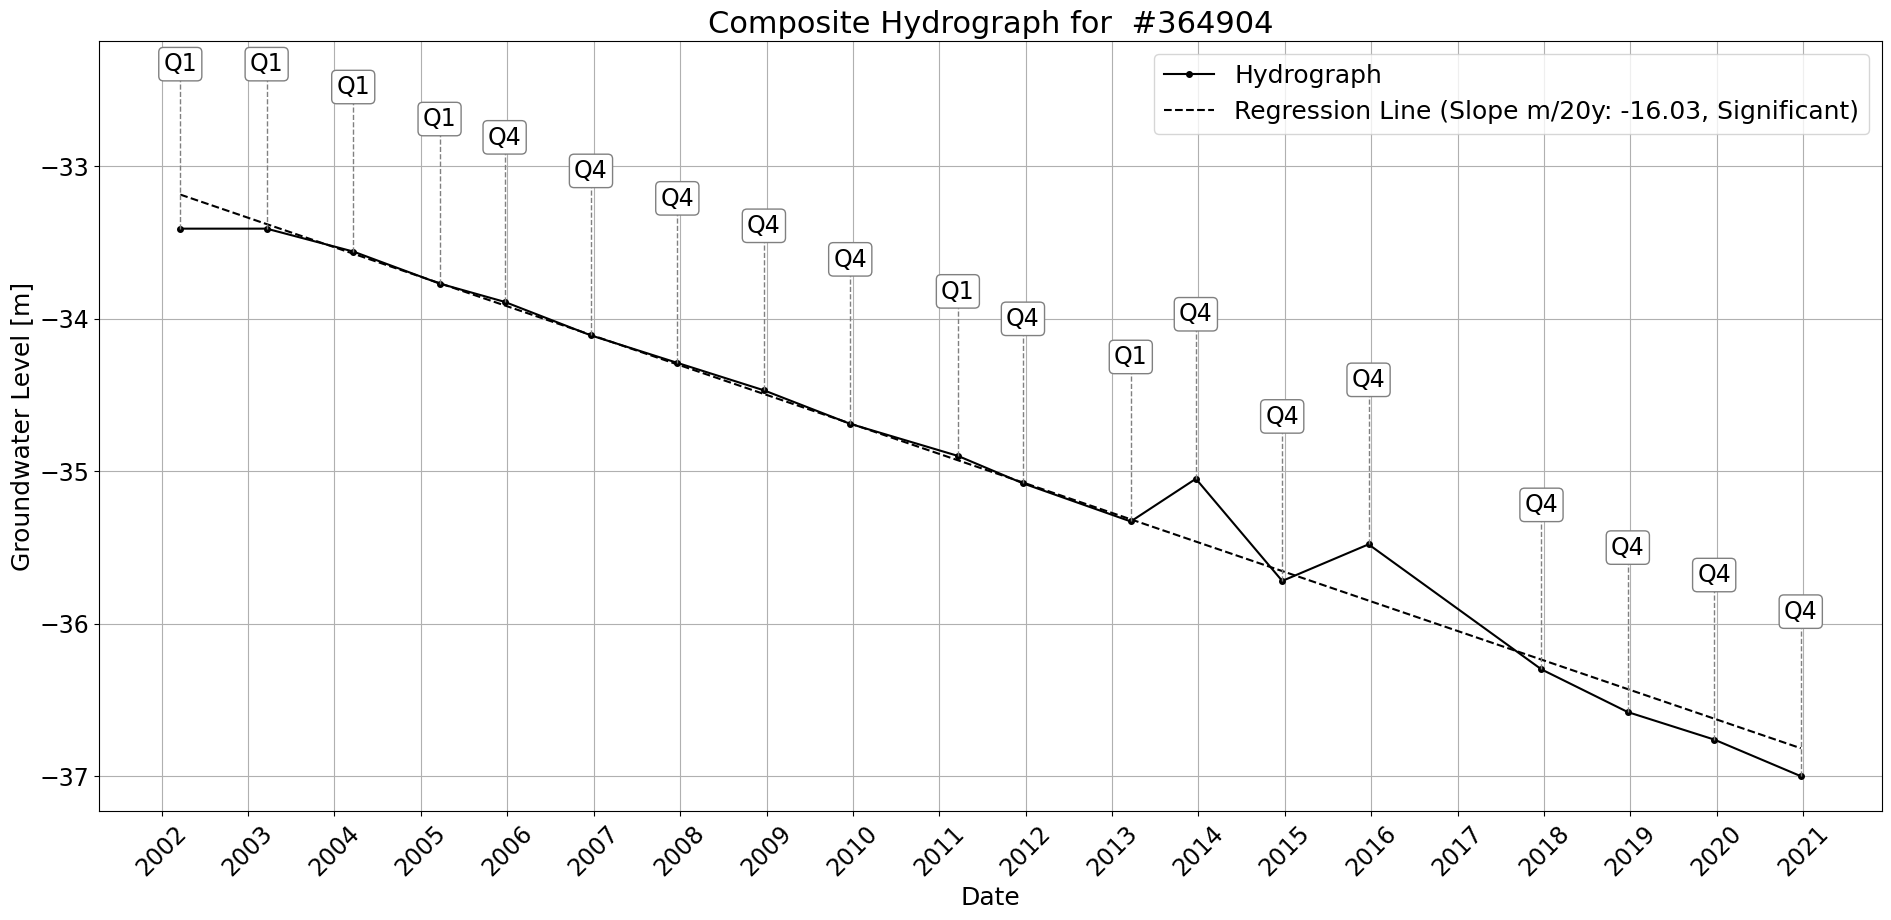 Composite Hydrograph for  #364904
Hydrograph
Regression Line (Slope m/20y: -16.03, Significant)
Q1
Q1
Q1
Q1
Q4
Q4
Q4
Q4
Q4
Q1
Q4
Q1
Q4
Q4
Q4
Q4
Q4
Q4
Q4
Groundwater Level [m]
−33
−34
−35
−36
−37
2002
2003
2004
2005
2006
2007
2008
2009
2010
2011
2012
2013
2014
2015
2016
2017
2018
2019
2020
2021
Date